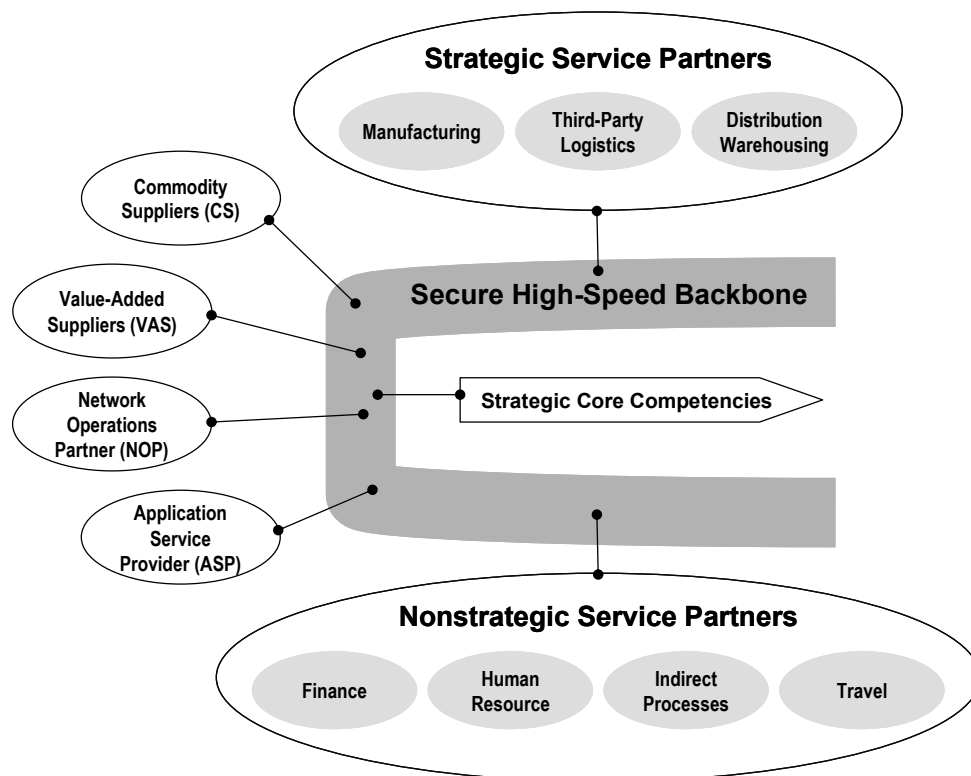 Strategic Service Partners
Manufacturing
Third-Party
Logistics
Distribution
Warehousing
Commodity
Suppliers (CS)
Value-Added
Suppliers (VAS)
Network
Operations
Partner (NOP)
Application
Service
Provider (ASP)
Secure High-Speed Backbone
Strategic Core Competencies
Nonstrategic Service Partners
Finance
Human
Resource
Indirect
Processes
Travel